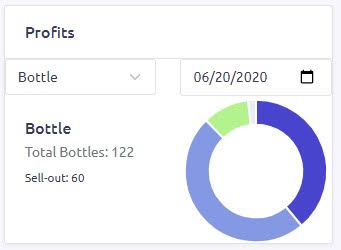 Profits
Bottle
06/20/2020
Bottle
Total Bottles: 122
Sell-out: 60